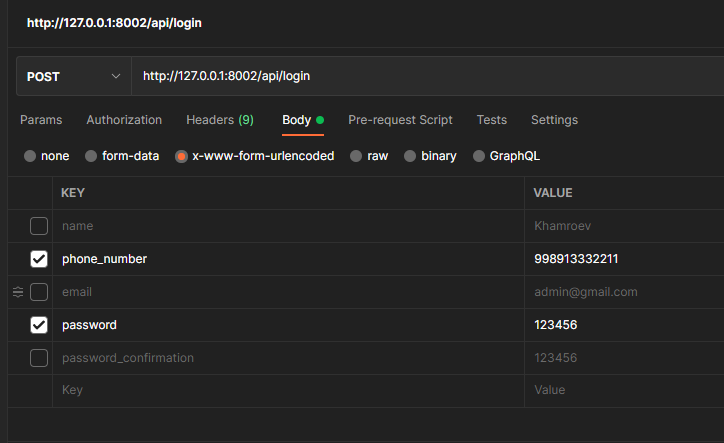 http://127.0.0.1:8002/api/login
POST http://127.0.0.1:8002/api/login
Params Authorization Headers (9) Body Pre-request Script Tests Settings
none form-data x-www-form-urlencoded raw binary GraphQL
KEY VALUE
name Khamroev
phone_number 998913332211
email admin@gmail.com
password 123456
password_confirmation 123456
Key Value